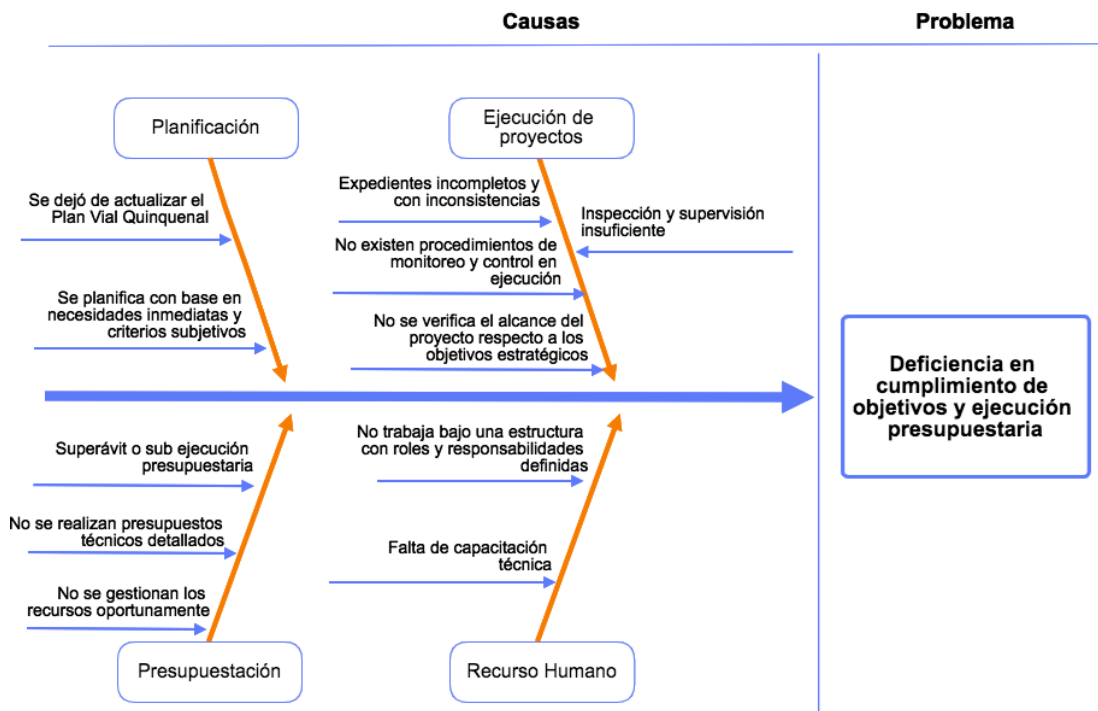 Causas
Problema
Planificación
Ejecución de
proyectos
Se dejó de actualizar el
Plan Vial Quinquenal
Se planifica con base en
necesidades inmediatas y
criterios subjetivos
Expedientes incompletos y
con inconsistencias
Inspección y supervisión
insuficiente
No existen procedimientos de
monitoreo y control en
ejecución
No se verifica el alcance del
proyecto respecto a los
objetivos estratégicos
Deficiencia en
cumplimiento de
objetivos y ejecución
presupuestaria
Superávit o sub ejecución
presupuestaria
No se realizan presupuestos
técnicos detallados
No se gestionan los
recursos oportunamente
No trabaja bajo una estructura
con roles y responsabilidades
definidas
Falta de capacitación
técnica
Presupuestación
Recurso Humano